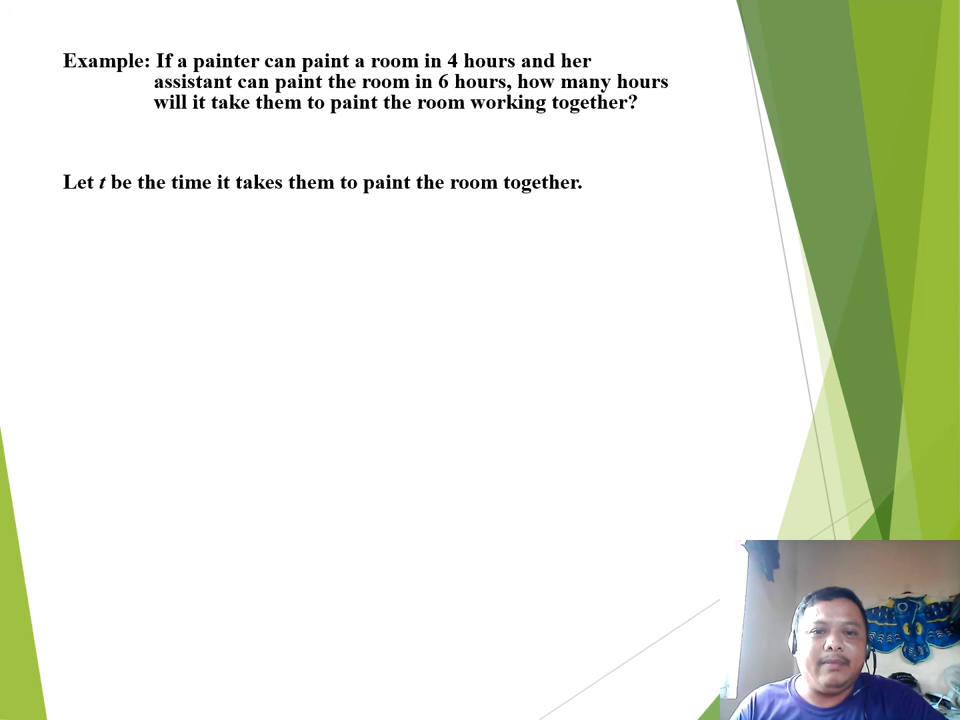 Example: If a painter can paint a room in 4 hours and her
assistant can paint the room in 6 hours, how many hours
will it take them to paint the room working together?
Let t be the time it takes them to paint the room together.